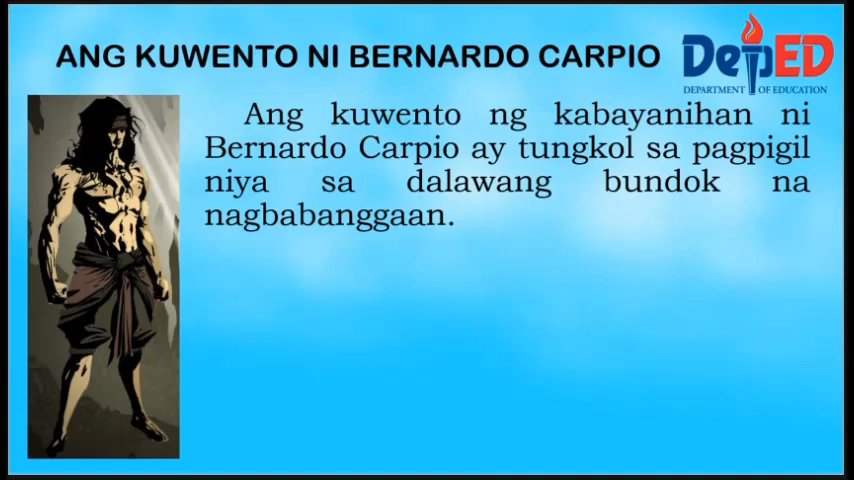 ANG KUWENTO NI BERNARDO CARPIO
DepED
DEPARTMENT OF EDUCATION
Ang kuwento ng kabayanihan ni
Bernardo Carpio ay tungkol sa pagpigil
niya sa dalawang bundok na
nagbabanggaan.